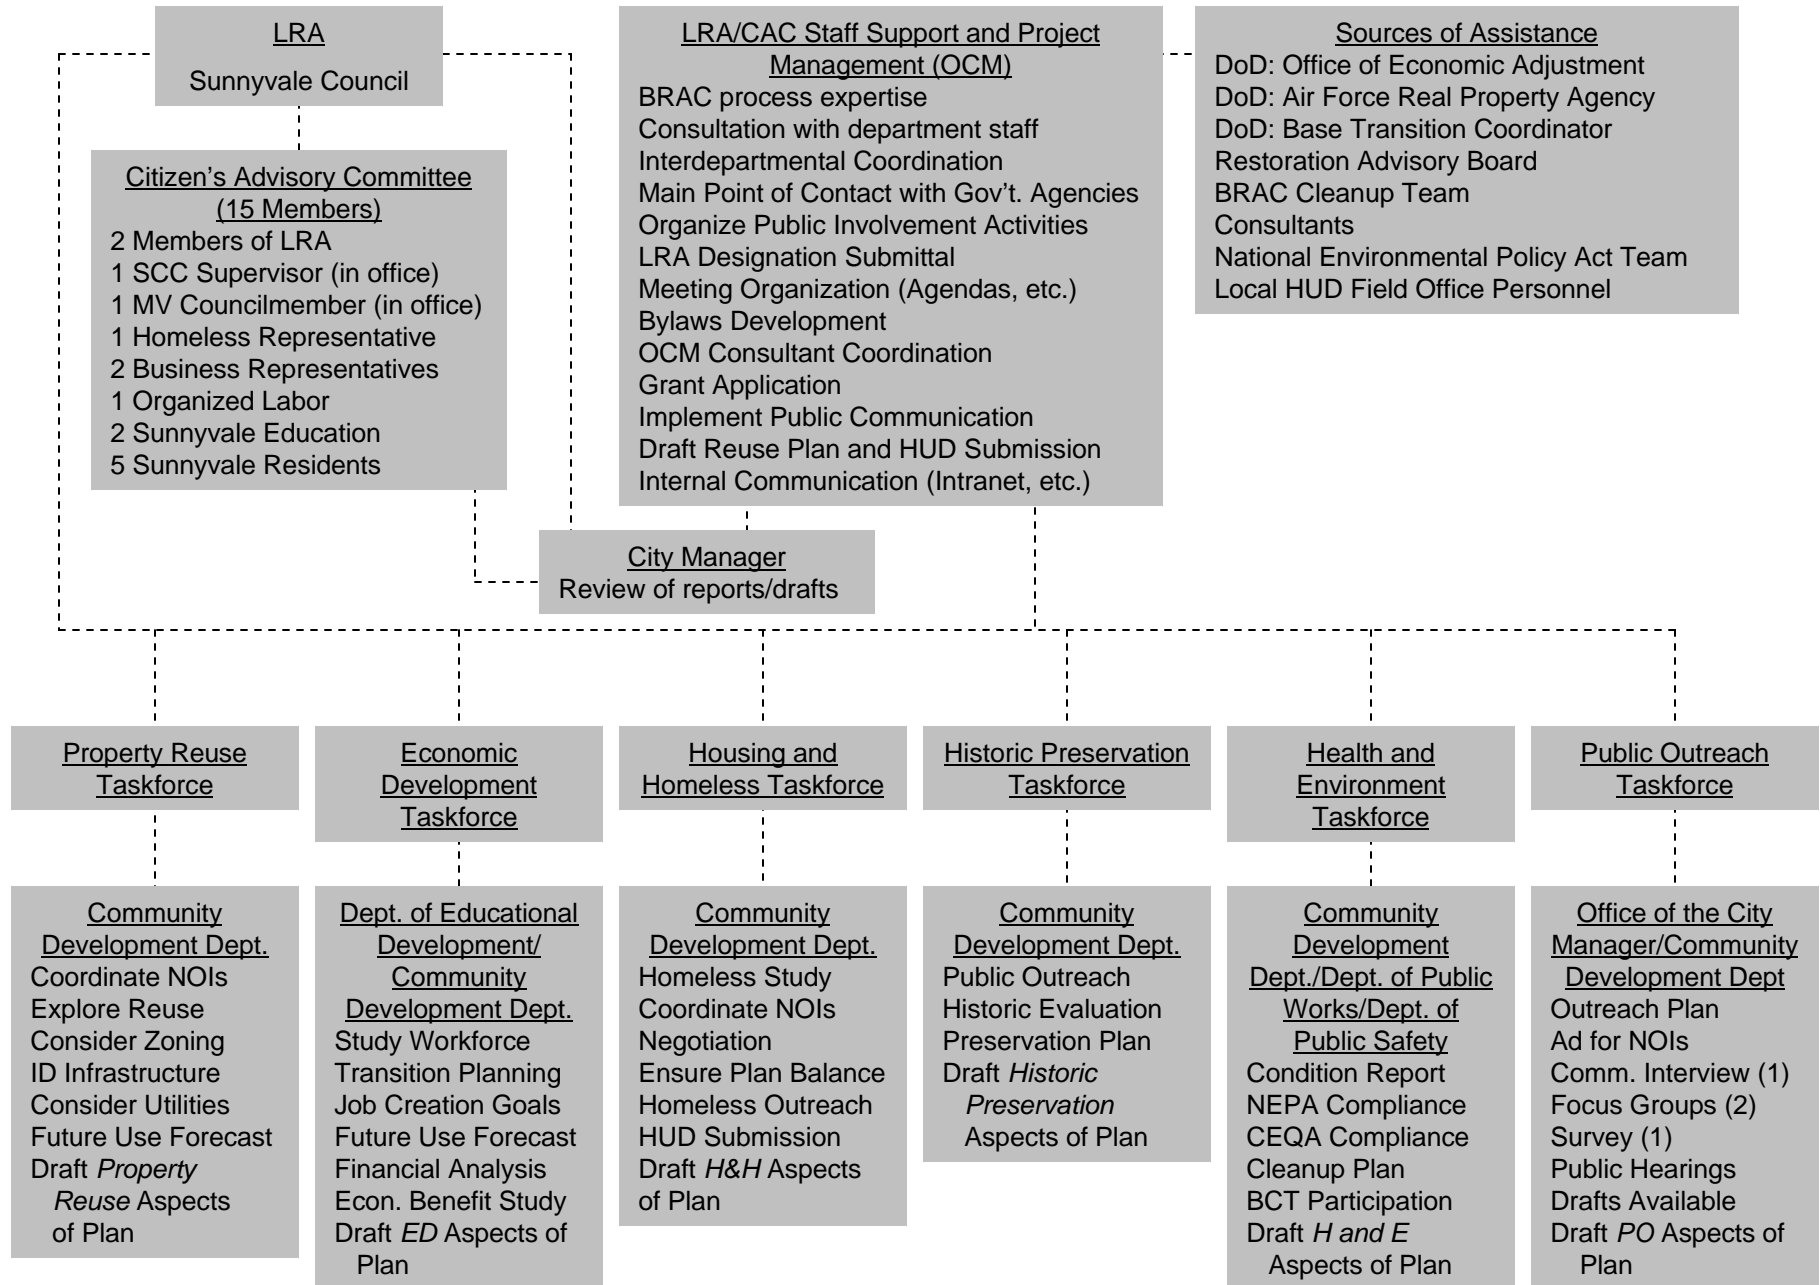 LRA
Sunnyvale Council
LRA/CAC Staff Support and Project
Management (OCM)
BRAC process expertise
Consultation with department staff
Interdepartmental Coordination
Main Point of Contact with Gov't. Agencies
Organize Public Involvement Activities
LRA Designation Submittal
Meeting Organization (Agendas, etc.)
Bylaws Development
OCM Consultant Coordination
Grant Application
Implement Public Communication
Draft Reuse Plan and HUD Submission
Internal Communication (Intranet, etc.)
Sources of Assistance
DoD: Office of Economic Adjustment
DoD: Air Force Real Property Agency
DoD: Base Transition Coordinator
Restoration Advisory Board
BRAC Cleanup Team
Consultants
National Environmental Policy Act Team
Local HUD Field Office Personnel
Citizen's Advisory Committee
(15 Members)
2 Members of LRA
1 SCC Supervisor (in office)
1 MV Councilmember (in office)
1 Homeless Representative
2 Business Representatives
1 Organized Labor
2 Sunnyvale Education
5 Sunnyvale Residents
City Manager
Review of reports/drafts
Property Reuse
Taskforce
Economic
Development
Taskforce
Housing and
Homeless Taskforce
Historic Preservation
Taskforce
Health and
Environment
Taskforce
Public Outreach
Taskforce
Community
Development Dept.
Coordinate NOIs
Explore Reuse
Consider Zoning
ID Infrastructure
Consider Utilities
Future Use Forecast
Draft Property
Reuse Aspects
of Plan
Dept. of Educational
Development/
Community
Development Dept.
Study Workforce
Transition Planning
Job Creation Goals
Future Use Forecast
Financial Analysis
Econ. Benefit Study
Draft ED Aspects of
Plan
Community
Development Dept.
Homeless Study
Coordinate NOIs
Negotiation
Ensure Plan Balance
Homeless Outreach
HUD Submission
Draft H&H Aspects
of Plan
Community
Development Dept.
Public Outreach
Historic Evaluation
Preservation Plan
Draft Historic
Preservation
Aspects of Plan
Community
Development
Dept./Dept. of Public
Works/Dept. of
Public Safety
Condition Report
NEPA Compliance
CEQA Compliance
Cleanup Plan
BCT Participation
Draft H and E
Aspects of Plan
Office of the City
Manager/Community
Development Dept
Outreach Plan
Ad for NOIs
Comm. Interview (1)
Focus Groups (2)
Survey (1)
Public Hearings
Drafts Available
Draft PO Aspects of
Plan